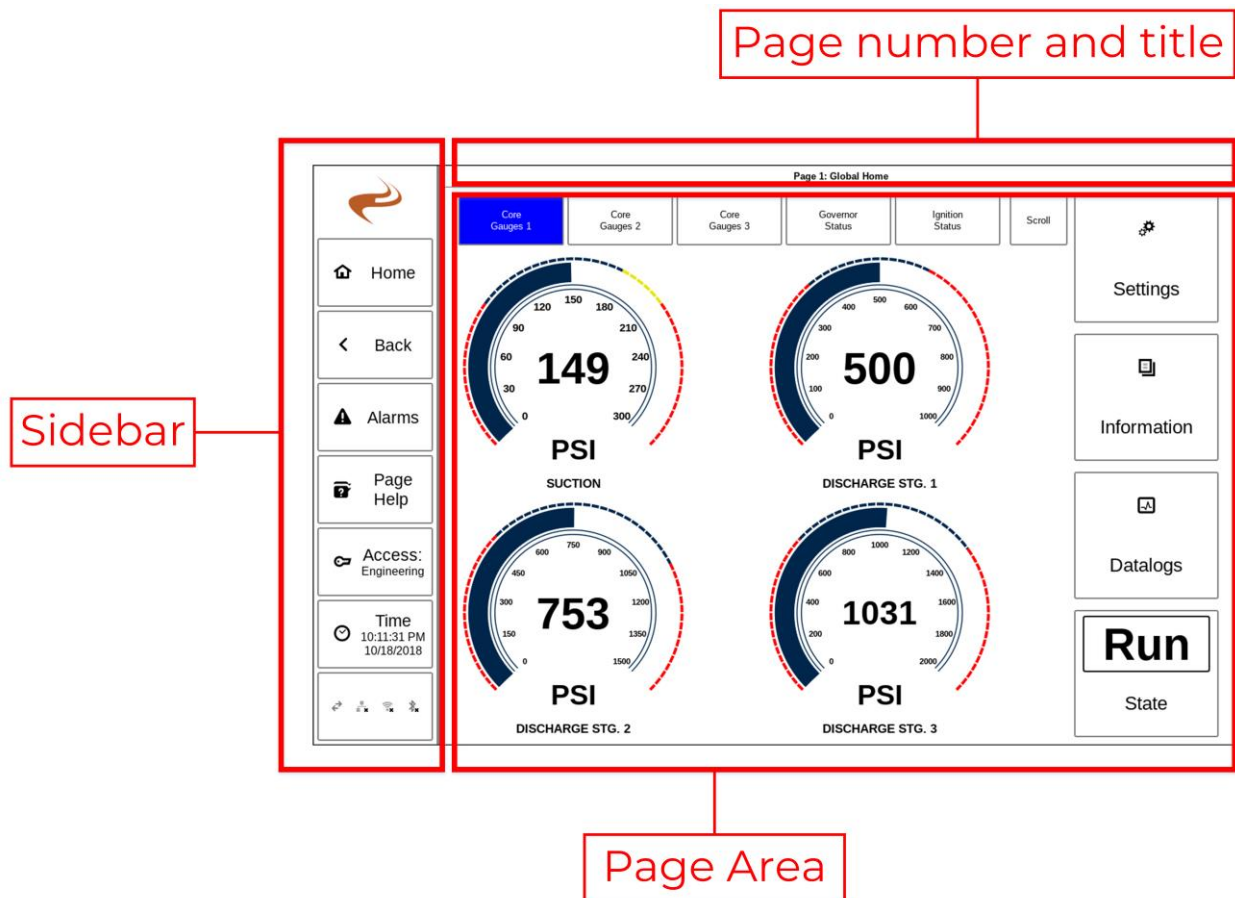 Page number and title
Sidebar
Page 1: Global Home
Home
Back
Alarms
Page
Help
Access:
Engineering
Time
10:11:31 PM
10/18/2018
Core
Gauges 1
Core
Gauges 2
Core
Gauges 3
Governor
Status
Ignition
Status
Scroll
0
30
60
90
120
150
180
210
240
270
300
149
PSI
SUCTION
0
100
200
300
400
500
600
700
800
900
1000
500
PSI
DISCHARGE STG. 1
0
150
300
450
600
750
900
1050
1200
1350
1500
753
PSI
DISCHARGE STG. 2
0
200
400
600
800
1000
1200
1400
1600
1800
2000
1031
PSI
DISCHARGE STG. 3
Settings
Information
Datalogs
Run
State
Page Area